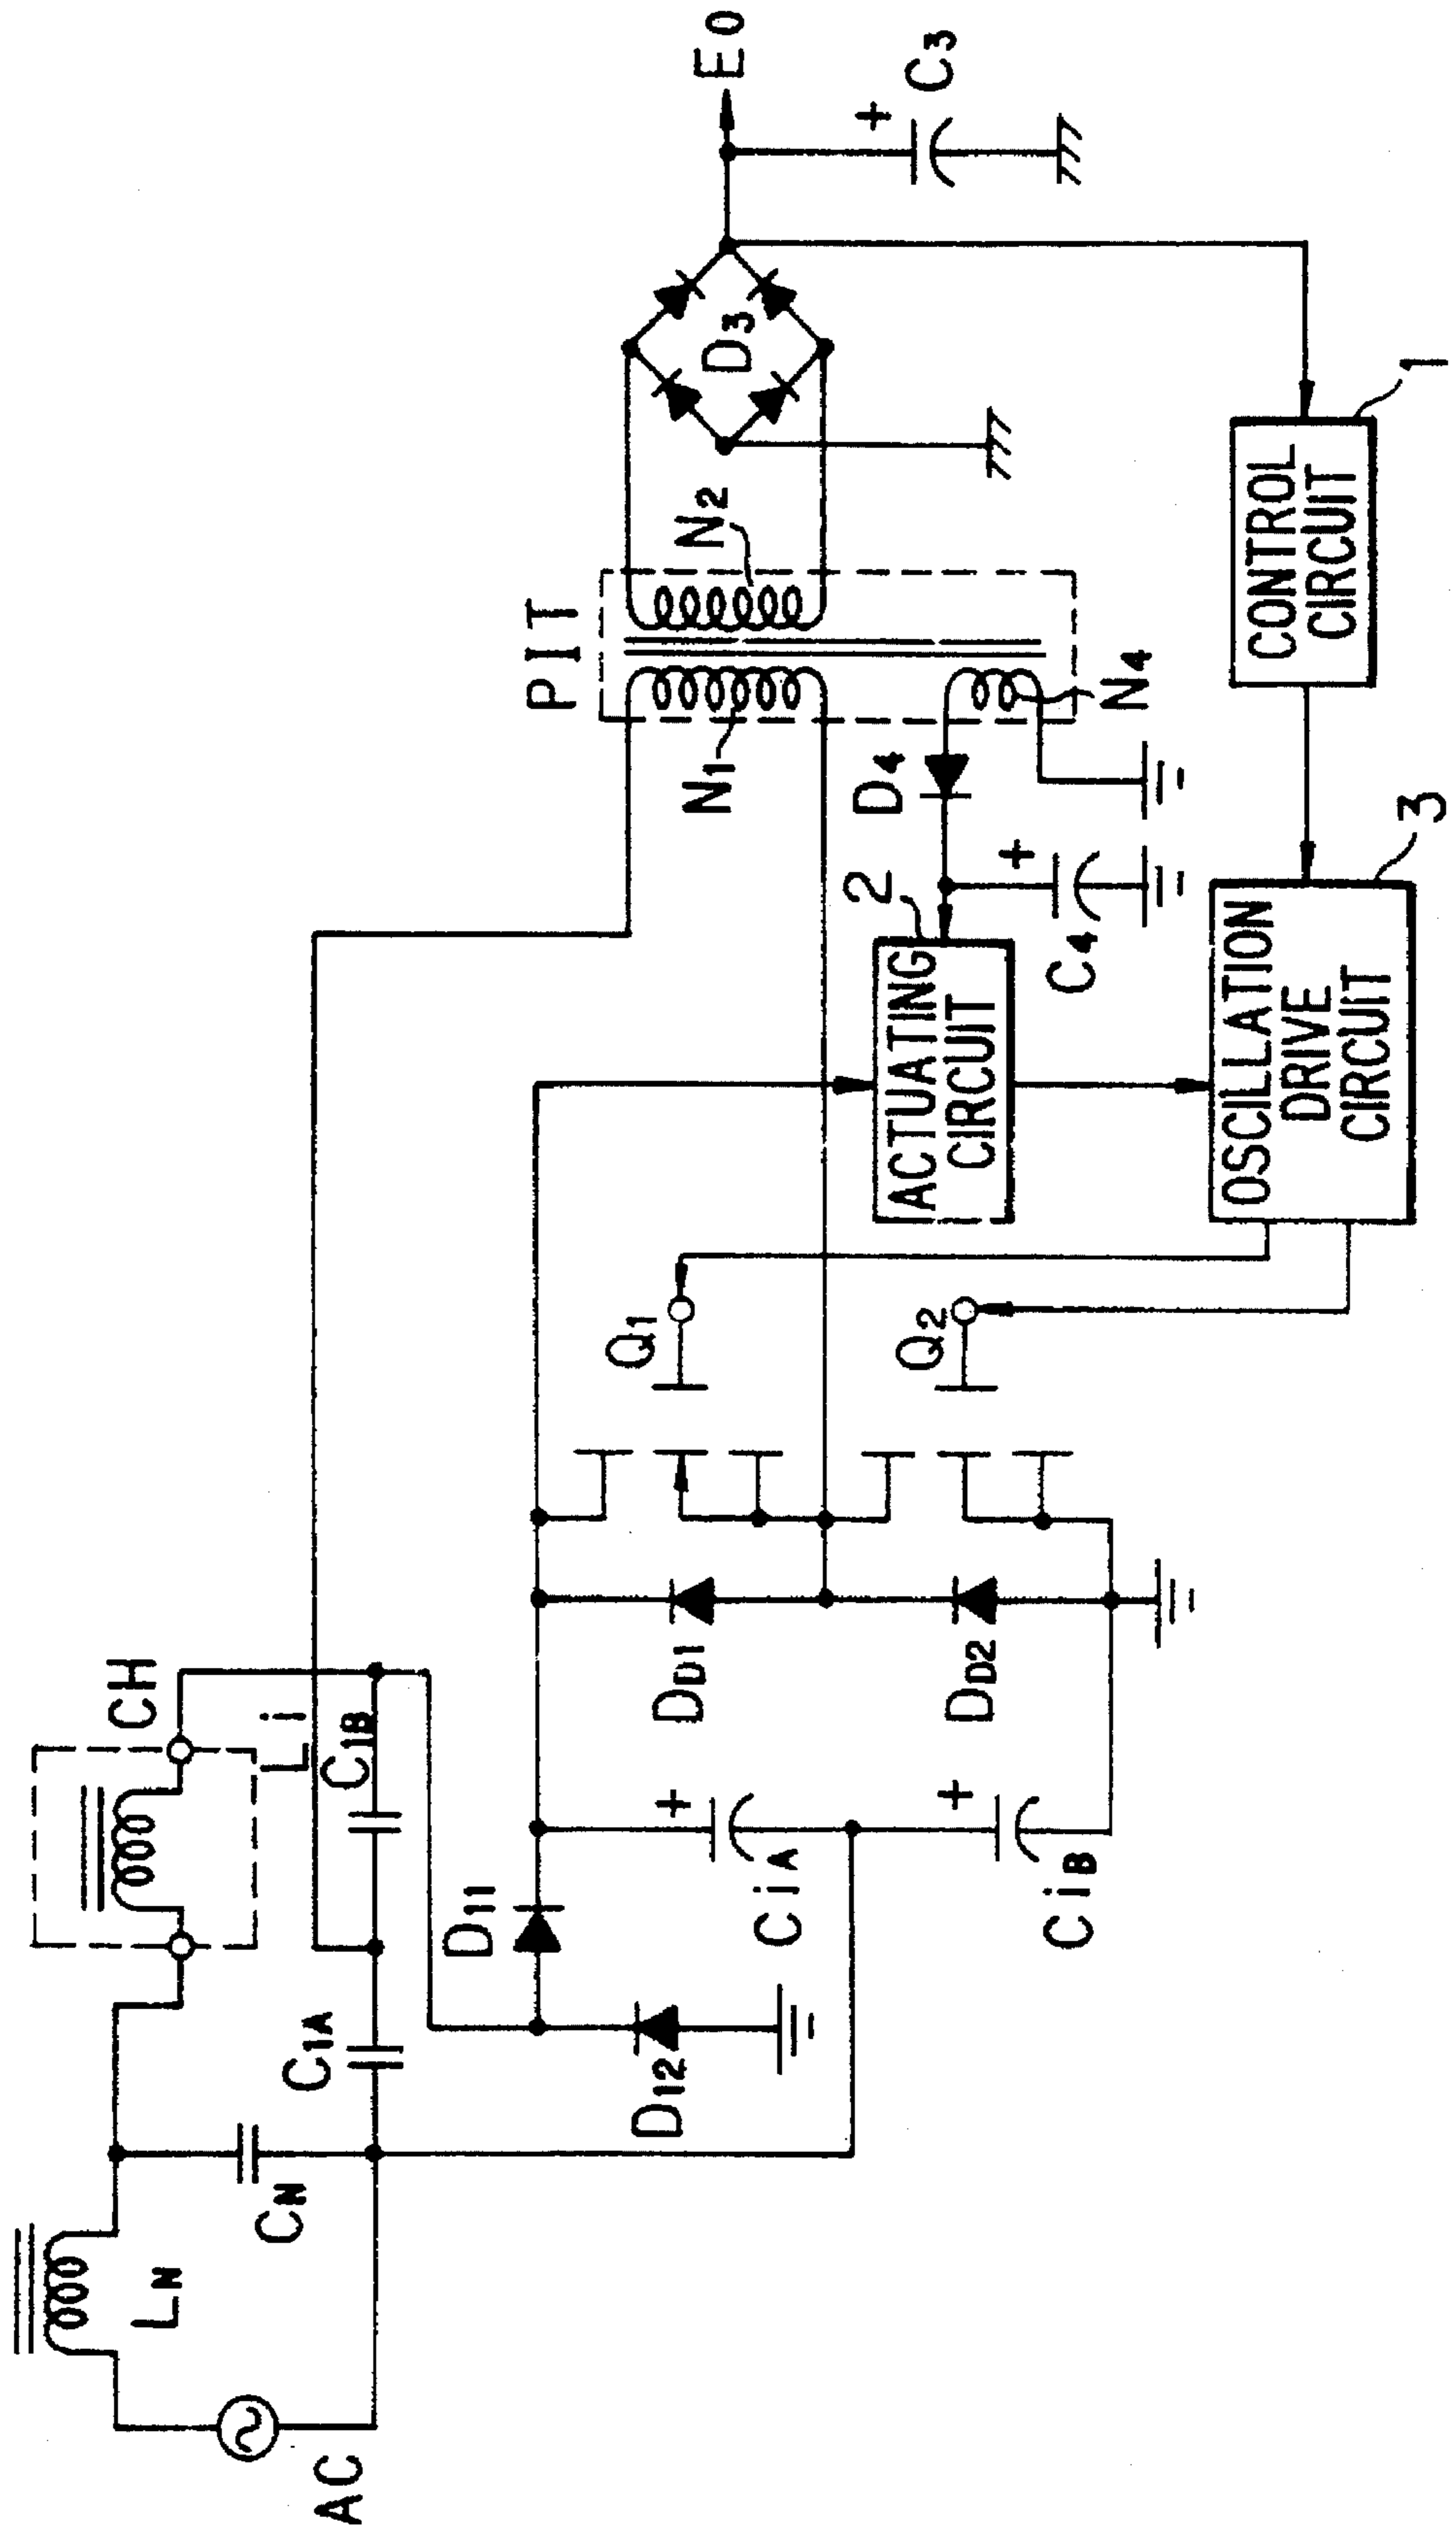 AC
LN
CN
CH
Li
C1A
C1B
D11
D12
CiA
CiB
DD1
DD2
Q1
Q2
ACTUATING
CIRCUIT
2
OSCILLATION
DRIVE
CIRCUIT
3
CONTROL
CIRCUIT
1
PIT
N1
N2
N4
D4
C4
D3
C3
E0
+
+
+
+